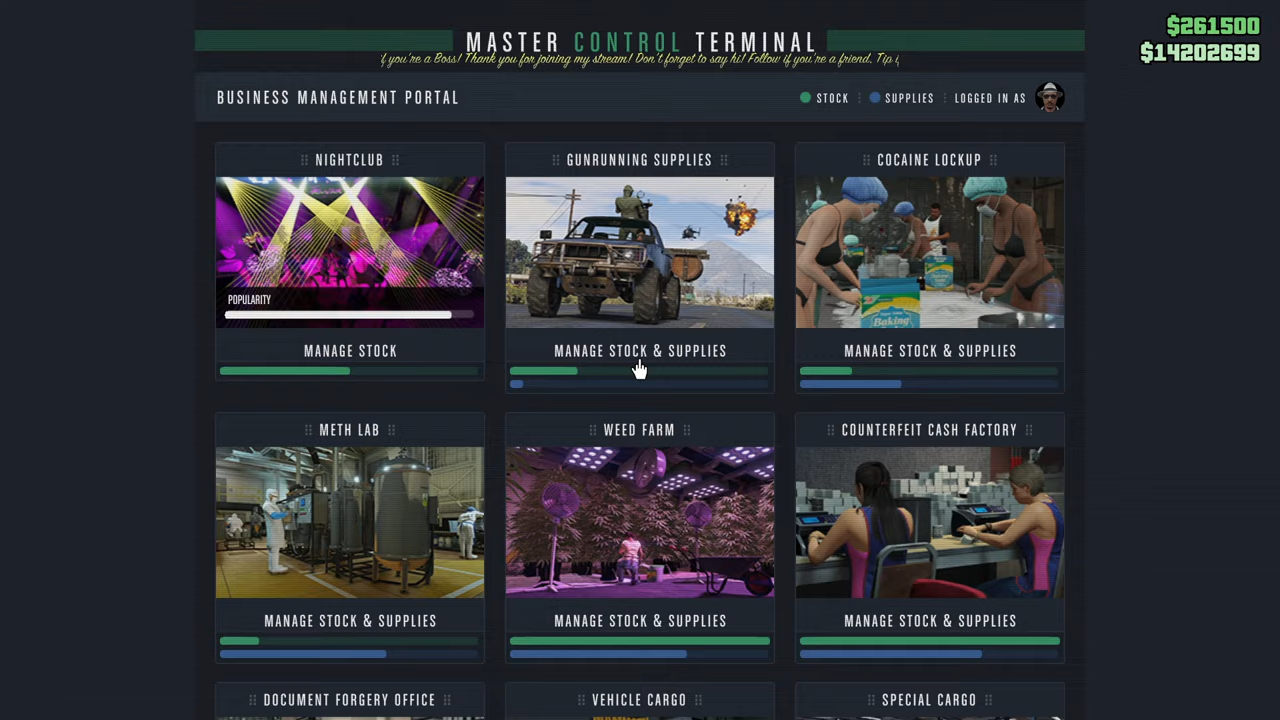 $261500
$14202699
MASTER CONTROL TERMINAL
f you're a Boss! Thank you for joining my stream! Don't forget to say hi! Follow if you're a friend. Tip i
BUSINESS MANAGEMENT PORTAL
STOCK SUPPLIES LOGGED IN AS
NIGHTCLUB GUNRUNNING SUPPLIES COCAINE LOCKUP
POPULARITY
Baking
MANAGE STOCK MANAGE STOCK & SUPPLIES MANAGE STOCK & SUPPLIES
METH LAB WEED FARM COUNTERFEIT CASH FACTORY
MANAGE STOCK & SUPPLIES MANAGE STOCK & SUPPLIES MANAGE STOCK & SUPPLIES
DOCUMENT FORGERY OFFICE VEHICLE CARGO SPECIAL CARGO